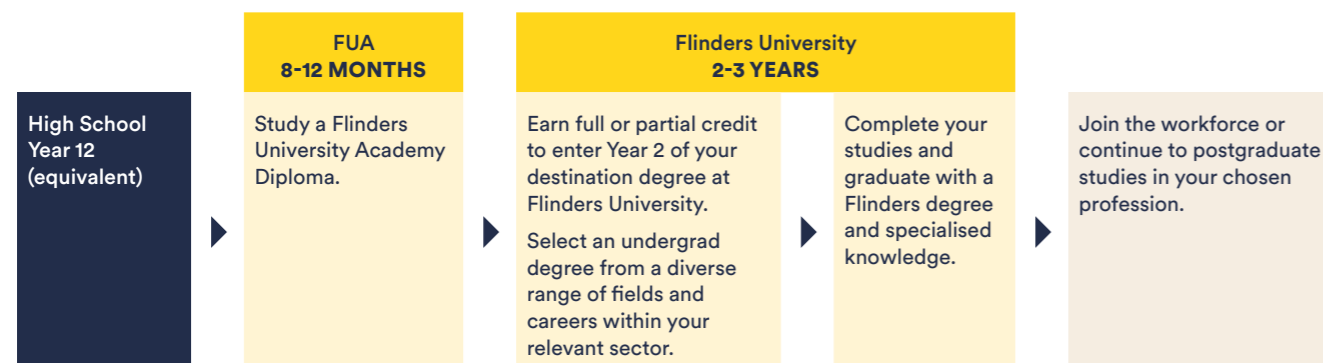 FUA
8-12 MONTHS
Flinders University
2-3 YEARS
High School
Year 12
(equivalent)
Study a Flinders
University Academy
Diploma.
Earn full or partial credit
to enter Year 2 of your
destination degree at
Flinders University.
Select an undergrad
degree from a diverse
range of fields and
careers within your
relevant sector.
Complete your
studies and
graduate with a
Flinders degree
and specialised
knowledge.
Join the workforce or
continue to postgraduate
studies in your chosen
profession.